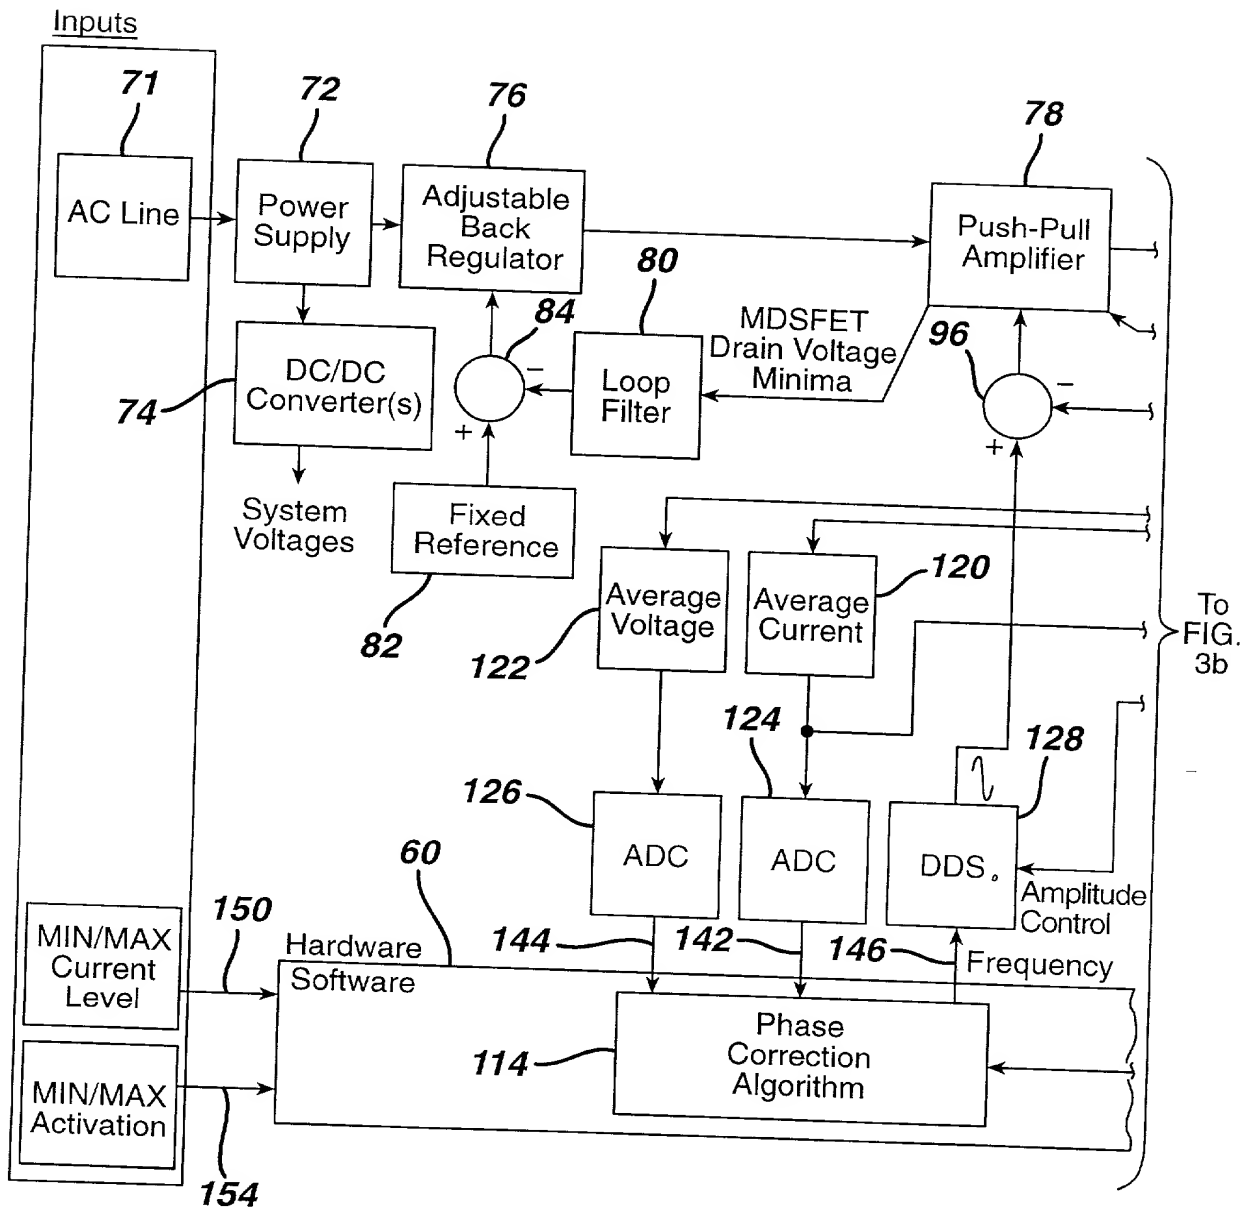 Inputs
71
72
76
78
AC Line
Power
Supply
Adjustable
Back
Regulator
Push-Pull
Amplifier
80
84
MDSFET
Drain Voltage
Minima
96
DC/DC
Converter(s)
74
Loop
Filter
−
+
−
+
System
Voltages
Fixed
Reference
82
Average
Voltage
122
Average
Current
120
To
FIG.
3b
124
128
126
ADC
ADC
DDS.
60
Amplitude
Control
MIN/MAX
Current
Level
150
144
142
146
Frequency
Hardware
Software
Phase
Correction
Algorithm
114
MIN/MAX
Activation
154